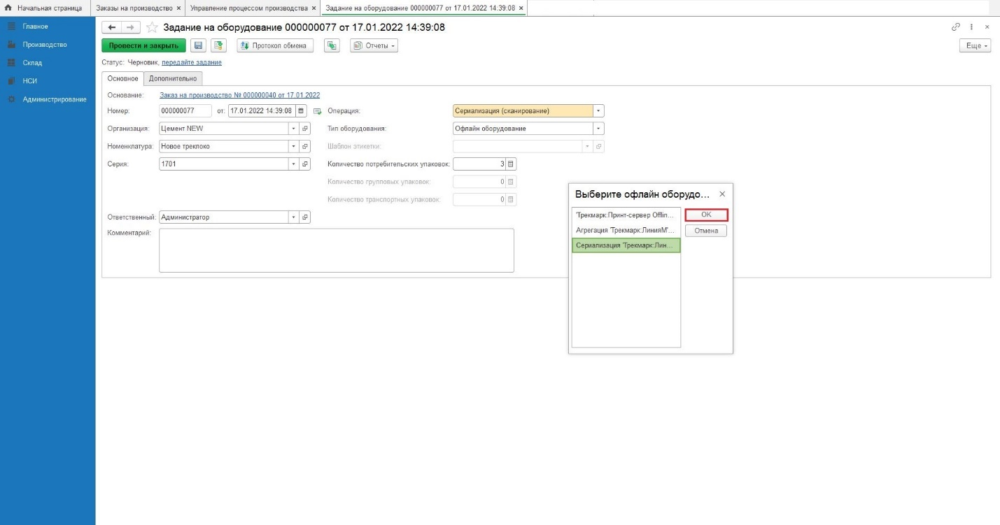 Начальная страница
Заказы на производство ×
Управление процессом производства ×
Задание на оборудование 000000077 от 17.01.2022 14:39:08 ×
Главное
Производство
Склад
НСИ
Администрирование
Задание на оборудование 000000077 от 17.01.2022 14:39:08
Провести и закрыть
Протокол обмена
Отчеты
Еще
Статус: Черновик, передайте задание
Основное
Дополнительно
Основание: Заказ на производство № 000000040 от 17.01.2022
Номер: 000000077 от: 17.01.2022 14:39:08
Операция: Сериализация (сканирование)
Организация: Цемент NEW
Тип оборудования: Офлайн оборудование
Номенклатура: Новое треклоко
Шаблон этикетки:
Серия: 1701
Количество потребительских упаковок: 3
Количество групповых упаковок: 0
Количество транспортных упаковок: 0
Ответственный: Администратор
Комментарий:
Выберите офлайн оборудо... ×
'Трекмарк:Принт-сервер Offlin...
Агрегация 'Трекмарк:ЛинияМ'...
Сериализация 'Трекмарк:Лин...
OK
Отмена